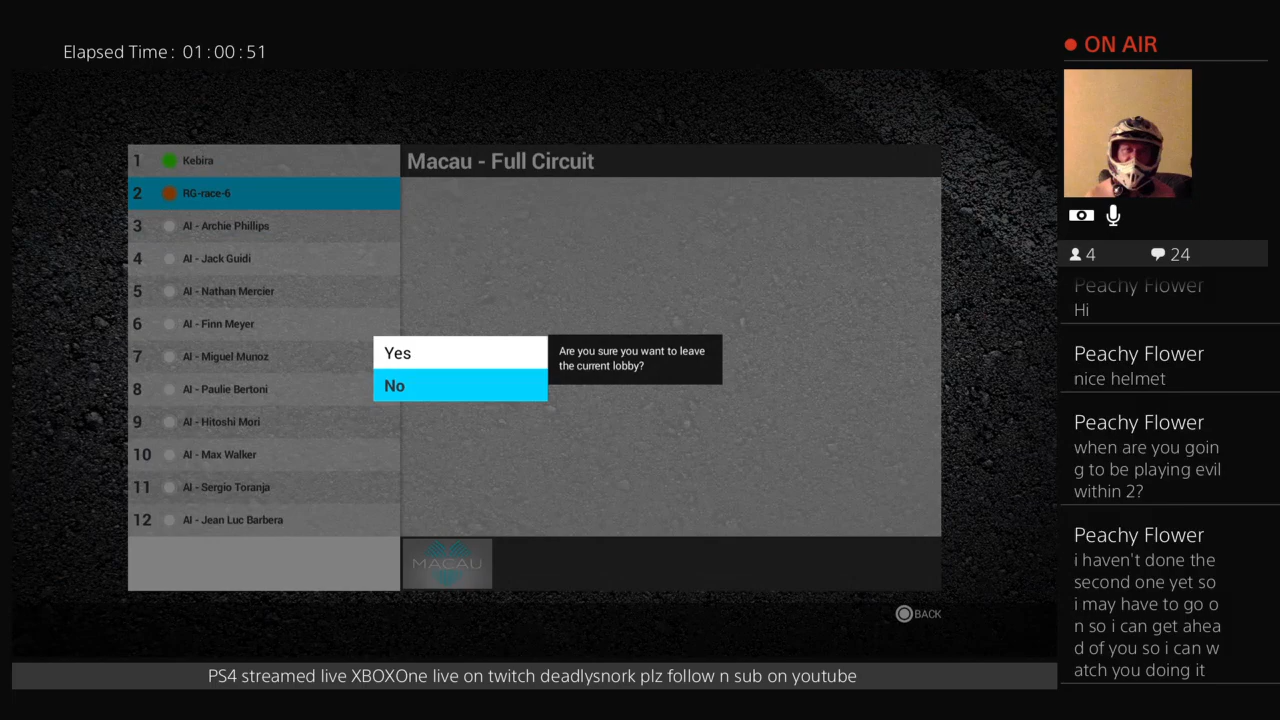 Elapsed Time: 01:00:51
ON AIR
1 Kebira
2 RG-race-6
3 AI - Archie Phillips
4 AI - Jack Guidi
5 AI - Nathan Mercier
6 AI - Finn Meyer
7 AI - Miguel Munoz
8 AI - Paulie Bertoni
9 AI - Hitoshi Mori
10 AI - Max Walker
11 AI - Sergio Toranja
12 AI - Jean Luc Barbera
Macau - Full Circuit
Yes
No
Are you sure you want to leave
the current lobby?
MACAU
BACK
4 24
Peachy Flower
Hi
Peachy Flower
nice helmet
Peachy Flower
when are you goin
g to be playing evil
within 2?
Peachy Flower
i haven't done the
second one yet so
i may have to go o
n so i can get ahea
d of you so i can w
atch you doing it
PS4 streamed live XBOXOne live on twitch deadlysnork plz follow n sub on youtube